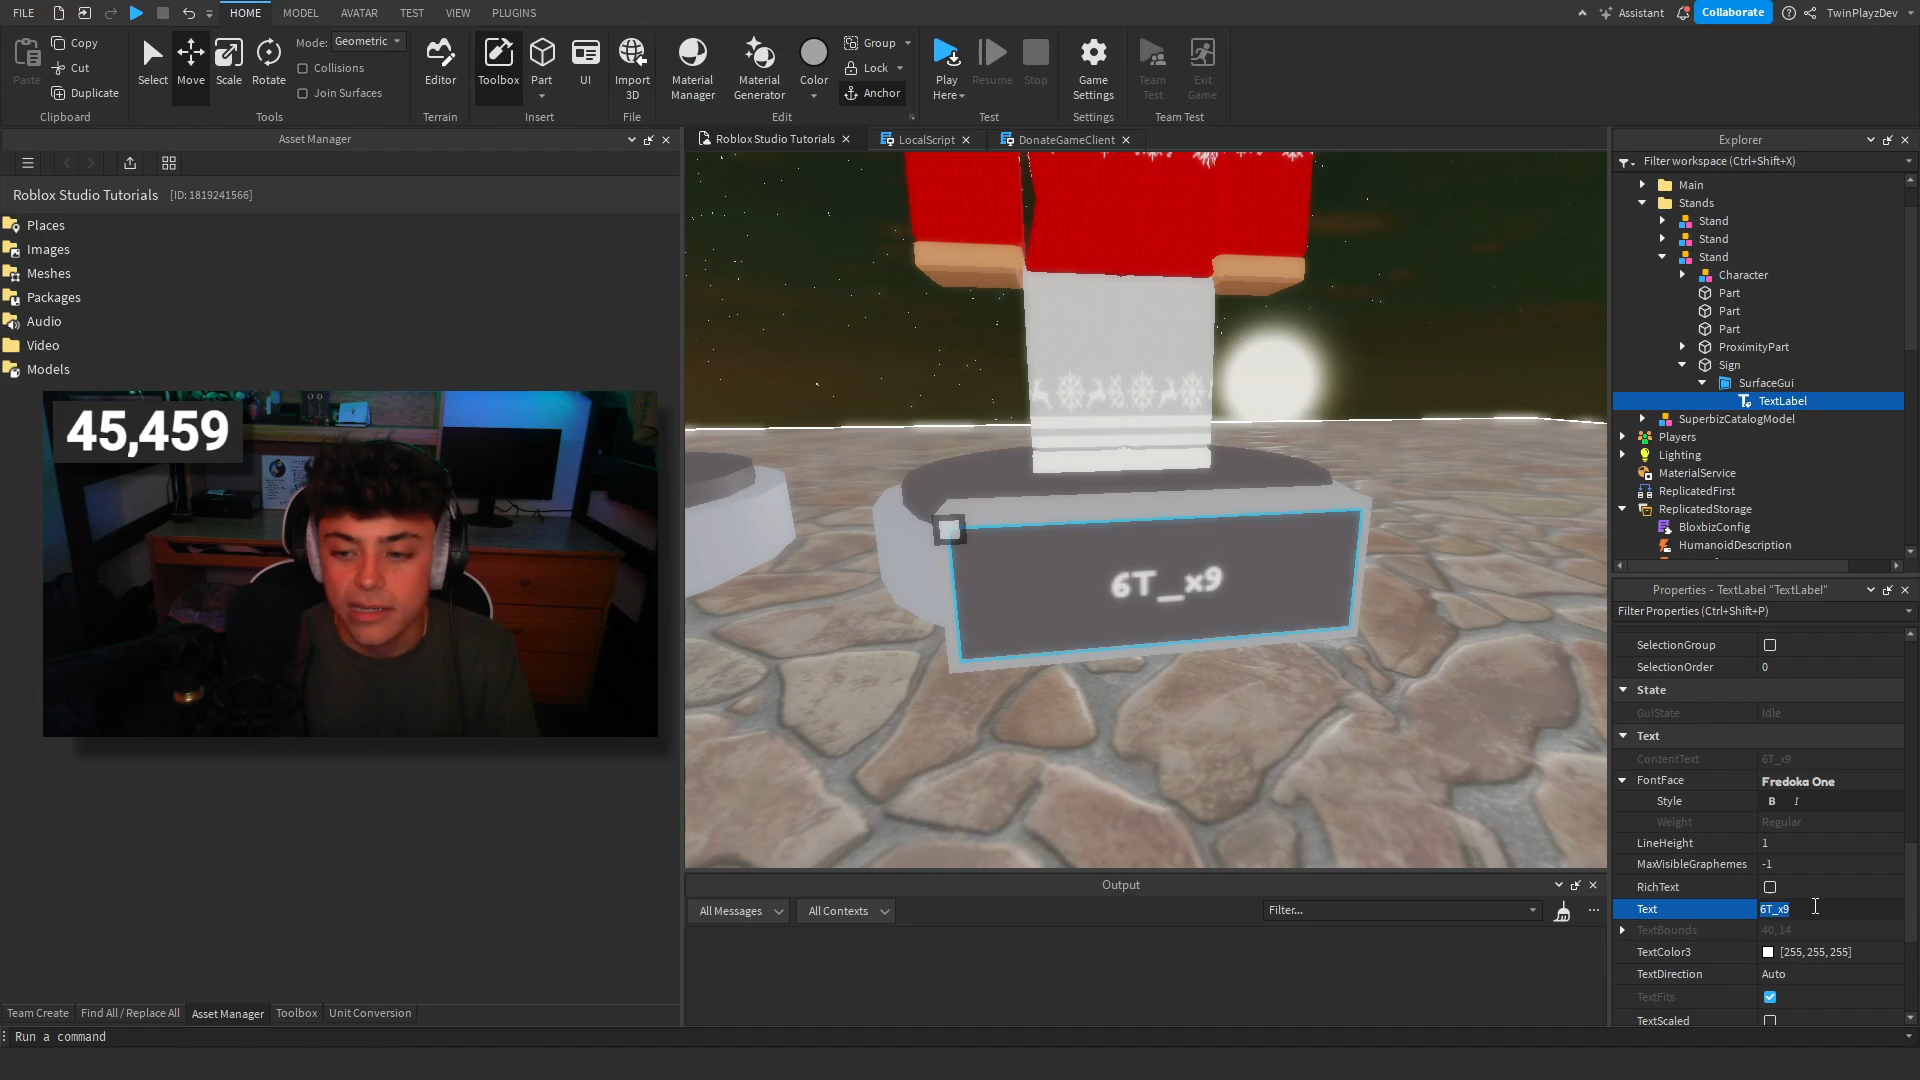 FILE HOME MODEL AVATAR TEST VIEW PLUGINS Assistant Collaborate TwinPlayzDev
Paste Copy Cut Duplicate Clipboard
Select Move Scale Rotate Mode: Geometric Collisions Join Surfaces Tools
Editor Terrain
Toolbox Part UI Insert
Import 3D File
Material Manager Material Generator Color Group Lock Anchor Edit
Play Here Resume Stop Test
Game Settings Settings
Team Test Exit Game Team Test
Asset Manager
Roblox Studio Tutorials [ID: 1819241566]
Places
Images
Meshes
Packages
Audio
Video
Models
45,459
Team Create Find All / Replace All Asset Manager Toolbox Unit Conversion
Run a command
Roblox Studio Tutorials LocalScript DonateGameClient
6T_x9
Output
All Messages All Contexts Filter...
Explorer
Filter workspace (Ctrl+Shift+X)
Main
Stands
Stand
Stand
Stand
Character
Part
Part
Part
ProximityPart
Sign
SurfaceGui
TextLabel
SuperbizCatalogModel
Players
Lighting
MaterialService
ReplicatedFirst
ReplicatedStorage
BloxbizConfig
HumanoidDescription
Properties - TextLabel "TextLabel"
Filter Properties (Ctrl+Shift+P)
SelectionGroup
SelectionOrder 0
State
GuiState Idle
Text
ContentText 6T_x9
FontFace Fredoka One
Style B I
Weight Regular
LineHeight 1
MaxVisibleGraphemes -1
RichText
Text 6T_x9
TextBounds 40, 14
TextColor3 [255, 255, 255]
TextDirection Auto
TextFits
TextScaled